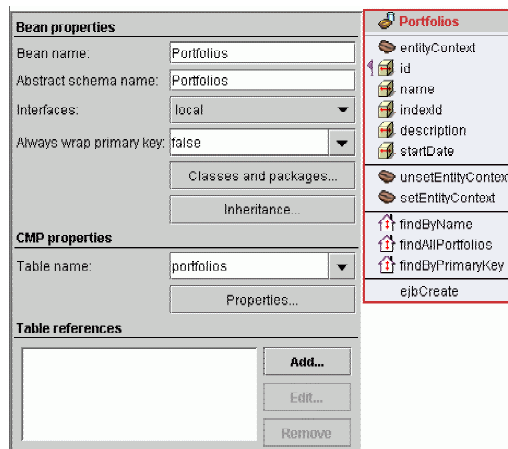 Bean properties
Bean name: Portfolios
Abstract schema name: Portfolios
Interfaces: local
Always wrap primary key: false
Classes and packages...
Inheritance...
CMP properties
Table name: portfolios
Properties...
Table references
Add...
Edit...
Remove
Portfolios
entityContext
id
name
indexId
description
startDate
unsetEntityContex
setEntityContext
findByName
findAllPortfolios
findByPrimaryKey
ejbCreate